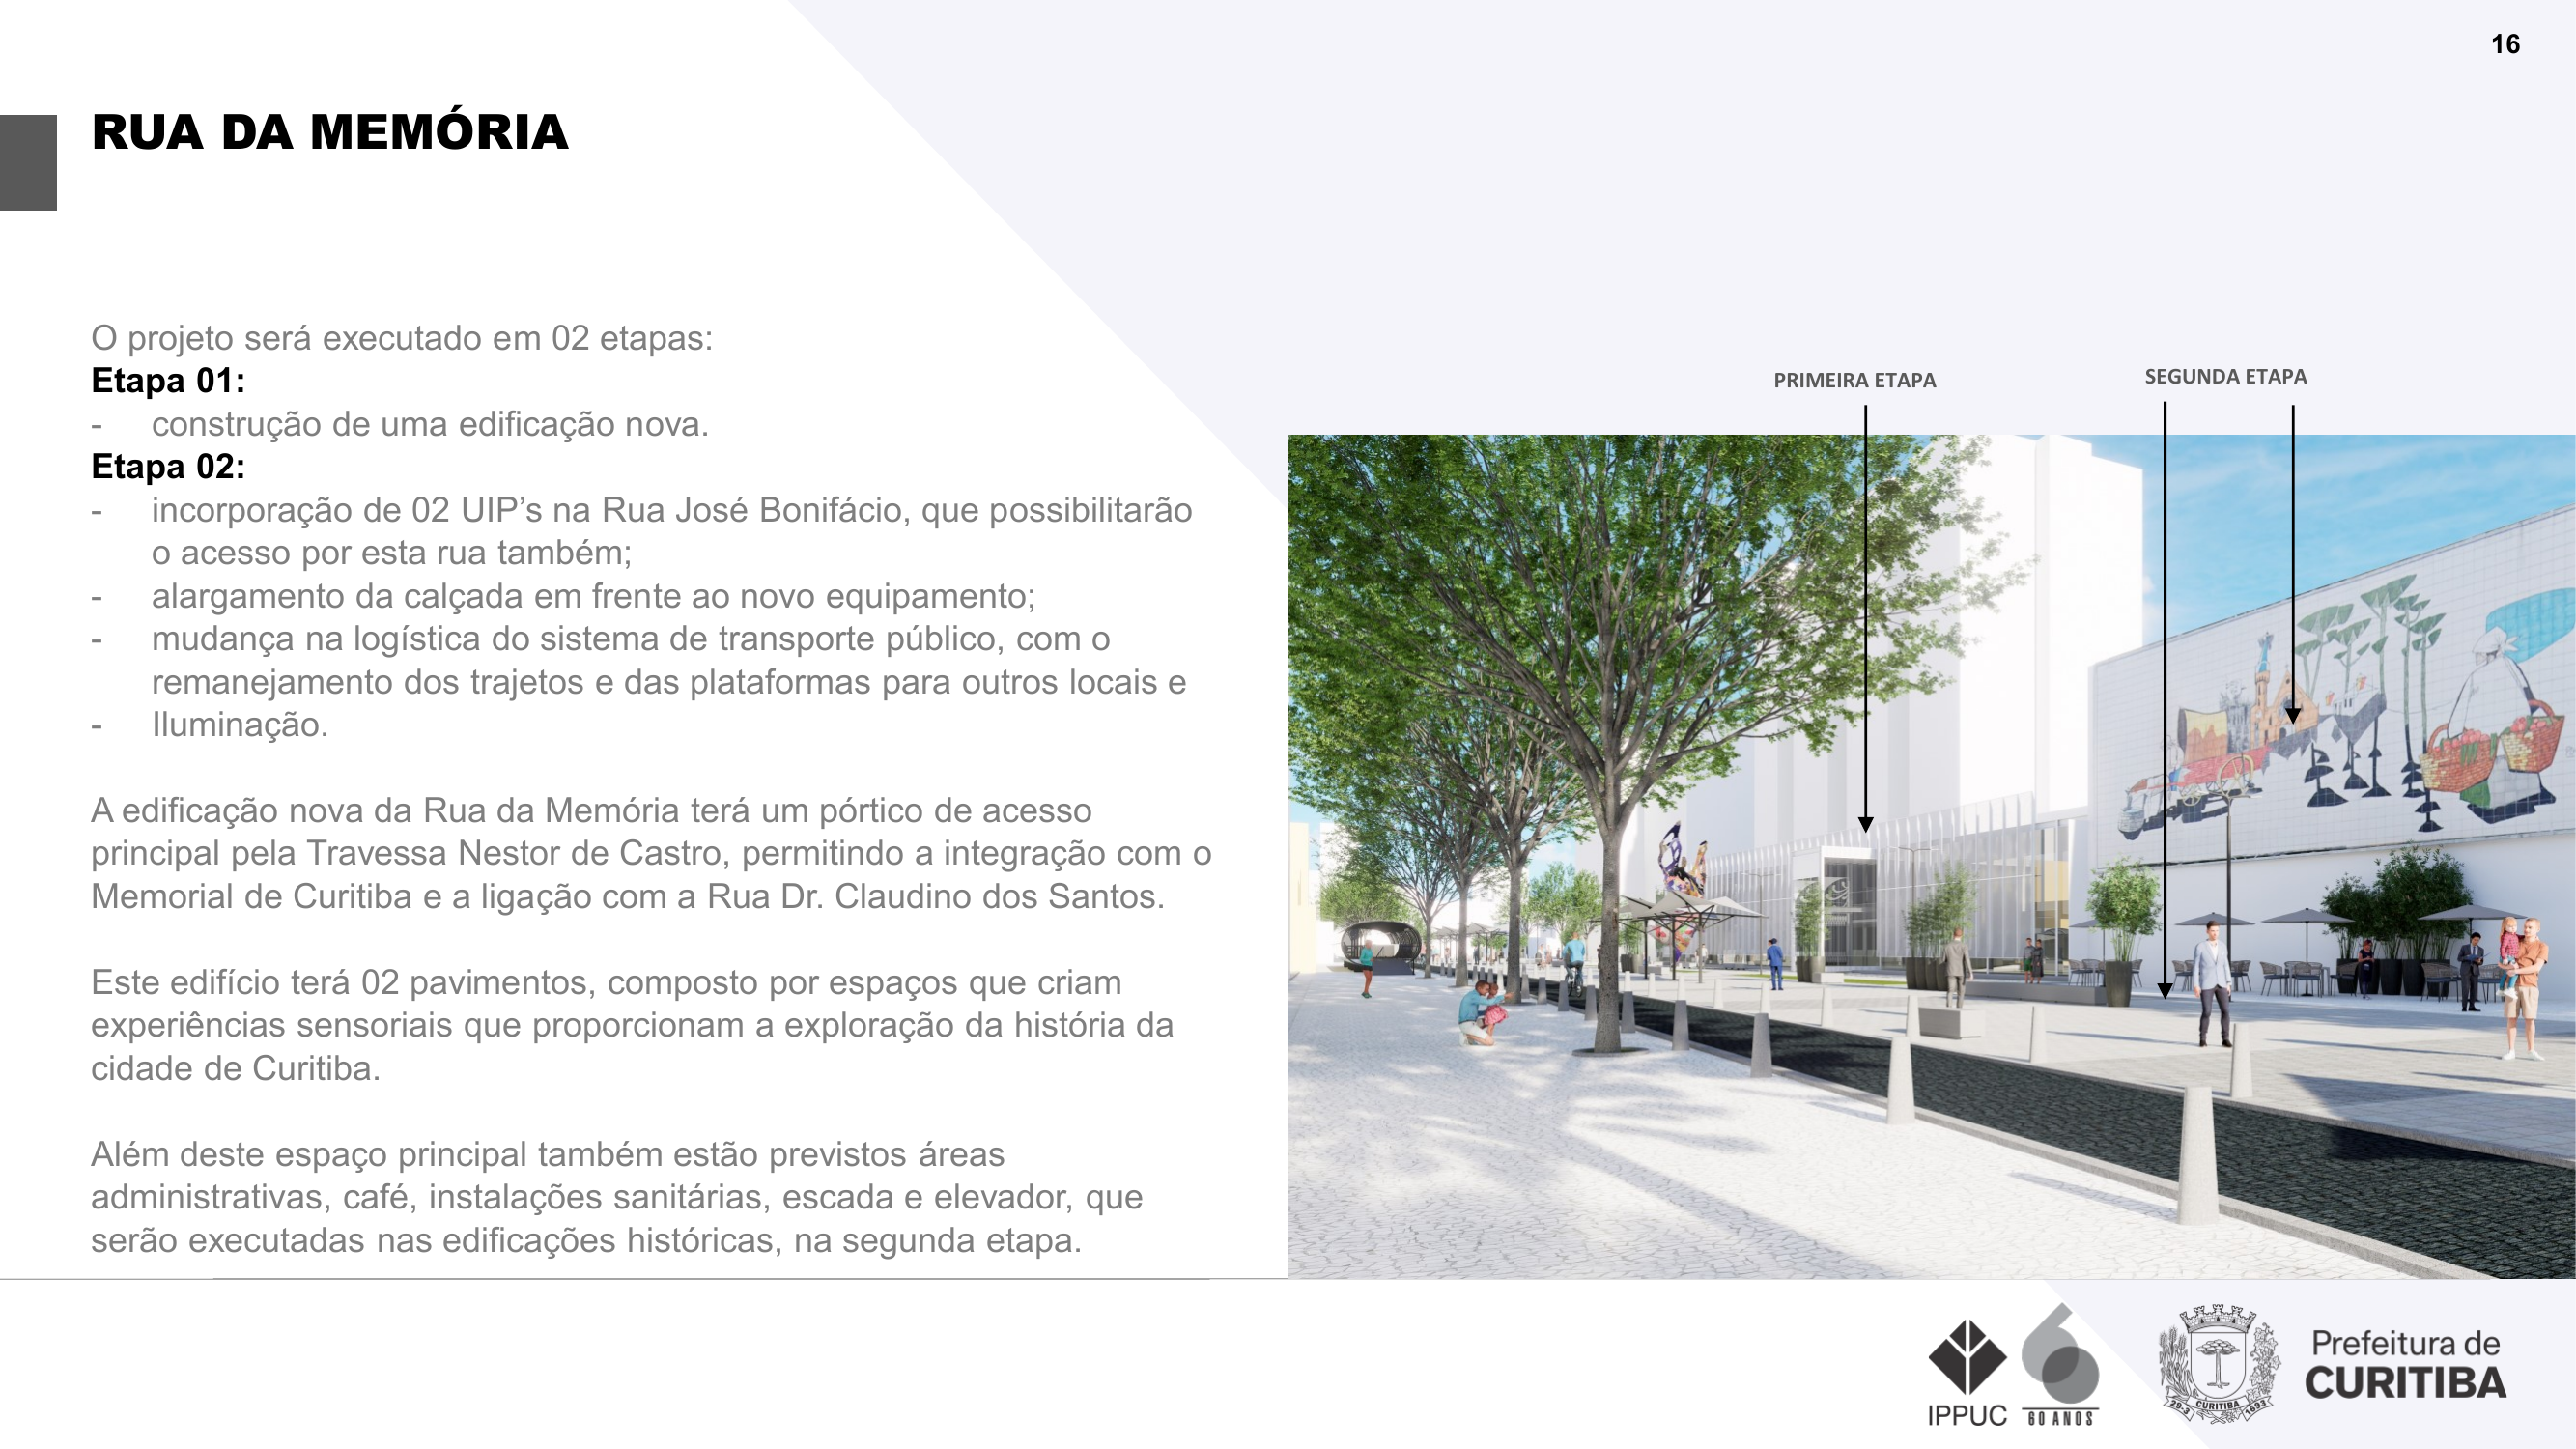 16
RUA DA MEMÓRIA
O projeto será executado em 02 etapas:
Etapa 01:
- construção de uma edificação nova.
Etapa 02:
- incorporação de 02 UIP’s na Rua José Bonifácio, que possibilitarão
o acesso por esta rua também;
- alargamento da calçada em frente ao novo equipamento;
- mudança na logística do sistema de transporte público, com o
remanejamento dos trajetos e das plataformas para outros locais e
- Iluminação.
A edificação nova da Rua da Memória terá um pórtico de acesso
principal pela Travessa Nestor de Castro, permitindo a integração com o
Memorial de Curitiba e a ligação com a Rua Dr. Claudino dos Santos.
Este edifício terá 02 pavimentos, composto por espaços que criam
experiências sensoriais que proporcionam a exploração da história da
cidade de Curitiba.
Além deste espaço principal também estão previstos áreas
administrativas, café, instalações sanitárias, escada e elevador, que
serão executadas nas edificações históricas, na segunda etapa.
PRIMEIRA ETAPA
SEGUNDA ETAPA
IPPUC
60 ANOS
29-3 CURITIBA 1693
Prefeitura de
CURITIBA